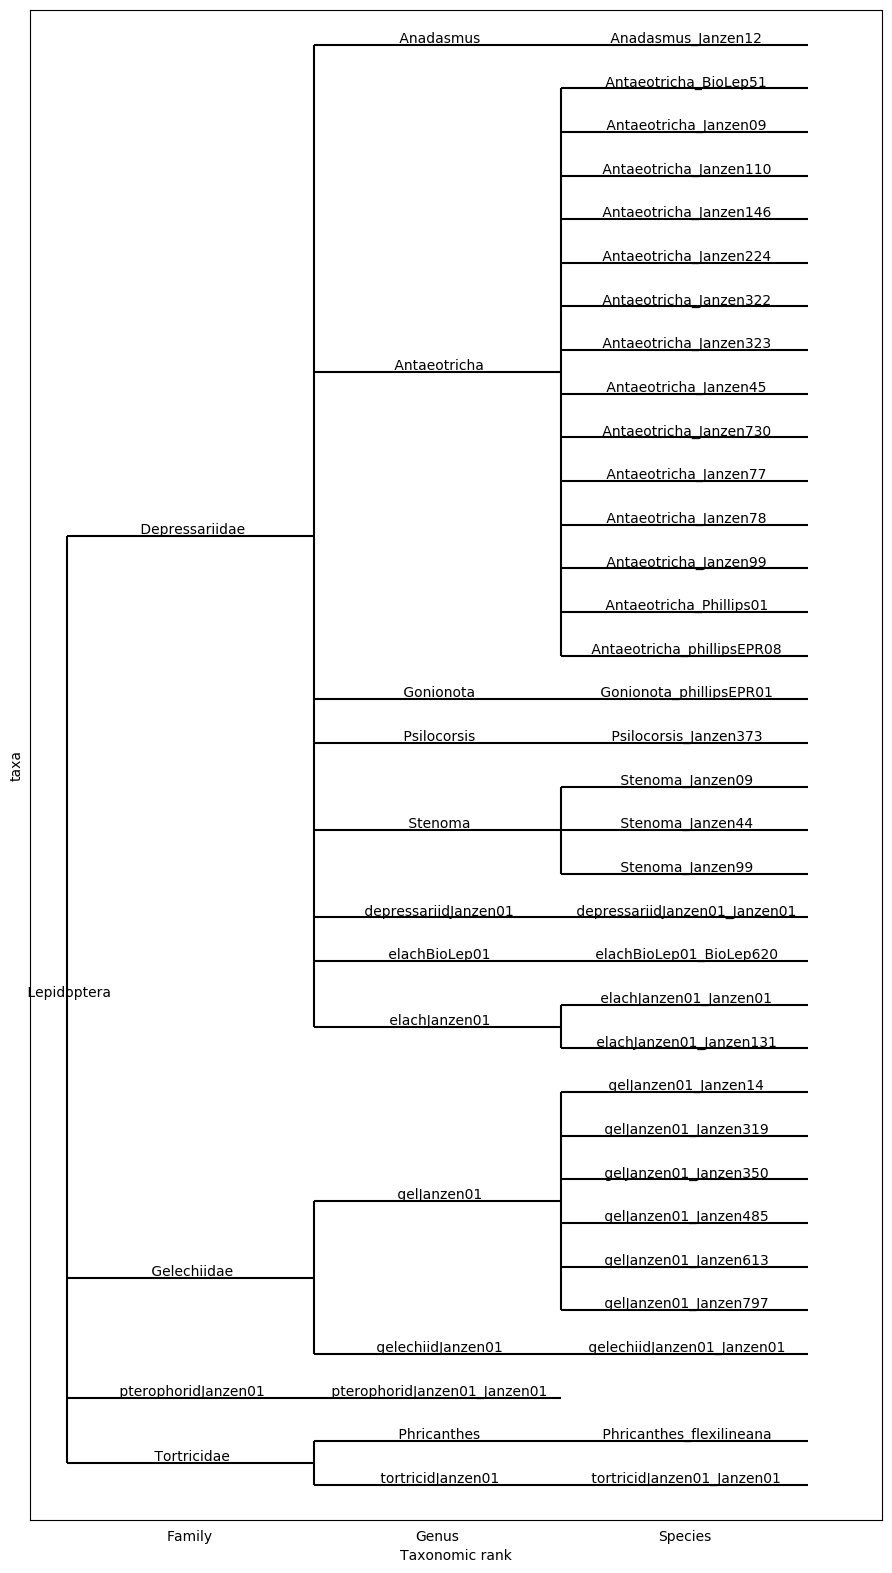 Anadasmus Anadasmus_Janzen12
Antaeotricha_BioLep51
Antaeotricha_Janzen09
Antaeotricha_Janzen110
Antaeotricha_Janzen146
Antaeotricha_Janzen224
Antaeotricha_Janzen322
Antaeotricha_Janzen323
Antaeotricha
Antaeotricha_Janzen45
Antaeotricha_Janzen730
Antaeotricha_Janzen77
Antaeotricha_Janzen78
Depressariidae
Antaeotricha_Janzen99
Antaeotricha_Phillips01
Antaeotricha_phillipsEPR08
Gonionota Gonionota_phillipsEPR01
Psilocorsis Psilocorsis_Janzen373
taxa
Stenoma_Janzen09
Stenoma Stenoma_Janzen44
Stenoma_Janzen99
depressariidJanzen01 depressariidJanzen01_Janzen01
elachBioLep01 elachBioLep01_BioLep620
Lepidoptera
elachJanzen01_Janzen01
elachJanzen01
elachJanzen01_Janzen131
gelJanzen01_Janzen14
gelJanzen01_Janzen319
gelJanzen01_Janzen350
gelJanzen01
gelJanzen01_Janzen485
gelJanzen01_Janzen613
Gelechiidae
gelJanzen01_Janzen797
gelechiidJanzen01 gelechiidJanzen01_Janzen01
pterophoridJanzen01 pterophoridJanzen01_Janzen01
Phricanthes Phricanthes_flexilineana
Tortricidae
tortricidJanzen01 tortricidJanzen01_Janzen01
Family Genus Species
Taxonomic rank